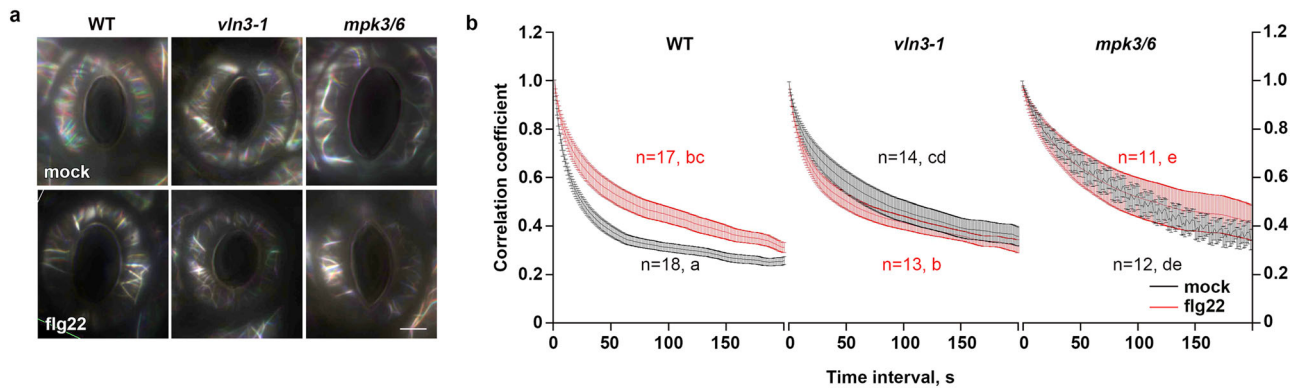 a
WT
vln3-1
mpk3/6
mock
flg22
b
1.2
1.0
0.8
0.6
0.4
0.2
0
Correlation coefficient
WT
vln3-1
mpk3/6
n=17, bc
n=18, a
n=14, cd
n=13, b
n=11, e
n=12, de
mock
flg22
1.2
1.0
0.8
0.6
0.4
0.2
0
0 50 100 150 0 50 100 150 0 50 100 150
Time interval, s